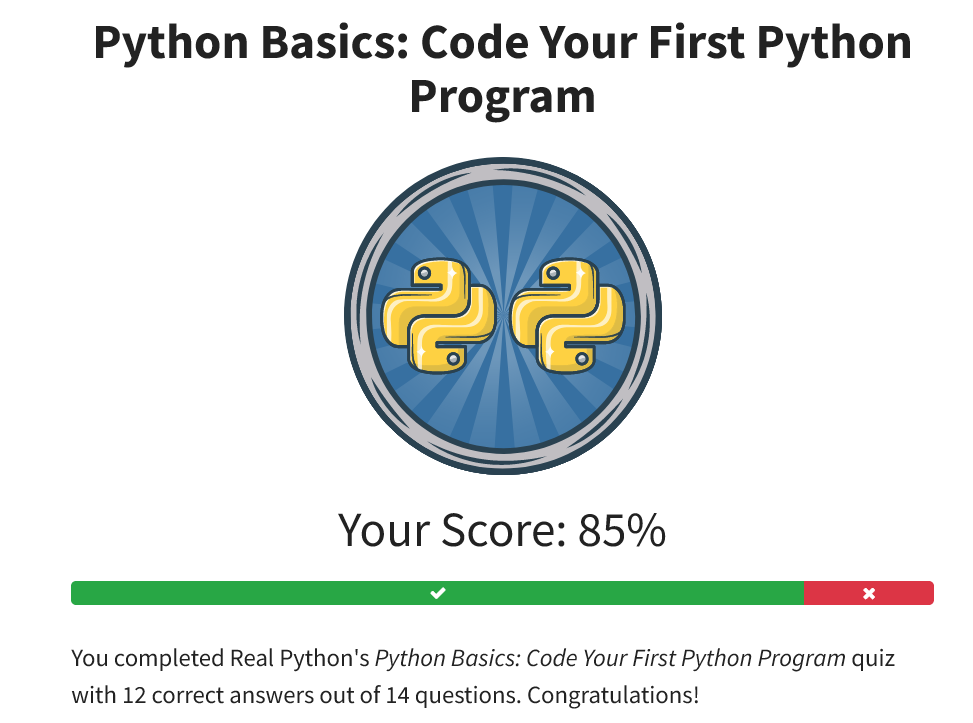 Python Basics: Code Your First Python
Program
Your Score: 85%
You completed Real Python's Python Basics: Code Your First Python Program quiz
with 12 correct answers out of 14 questions. Congratulations!